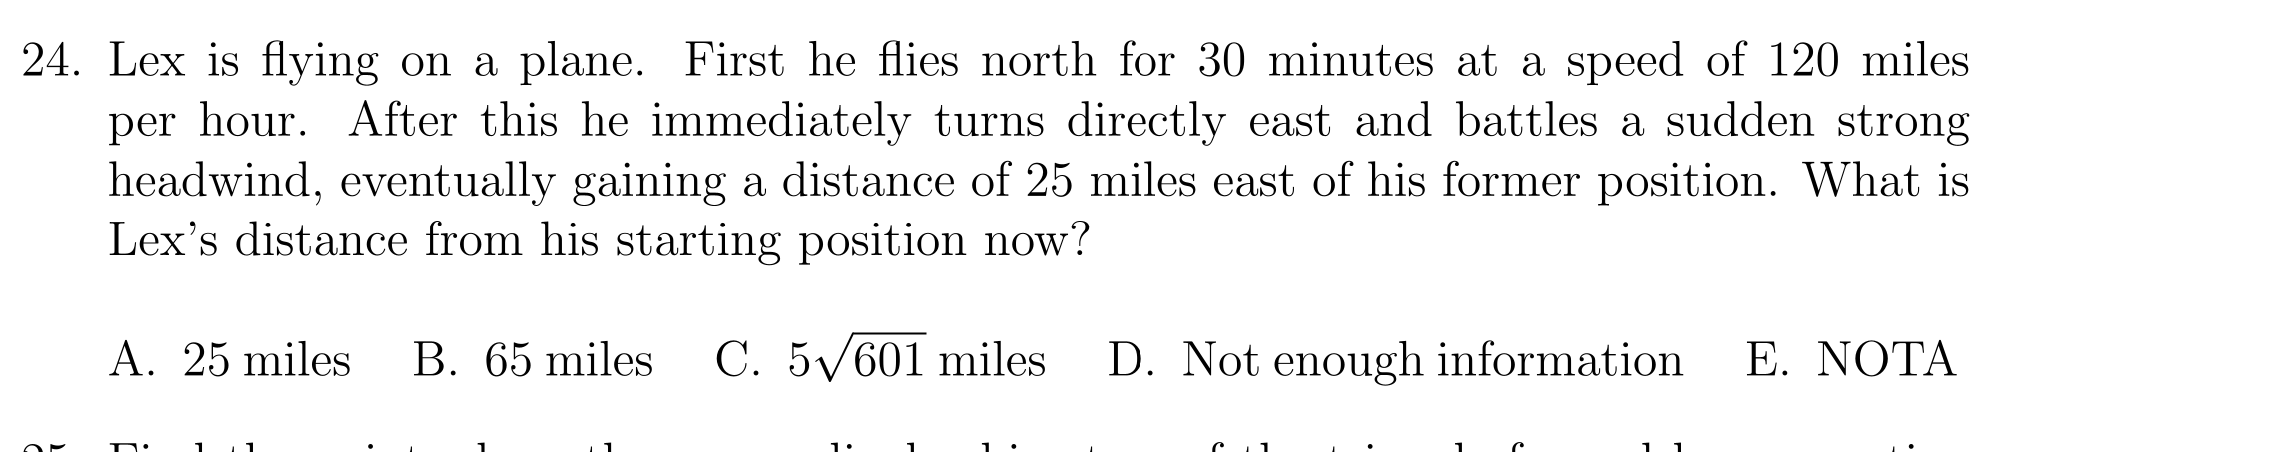 24. Lex is flying on a plane. First he flies north for 30 minutes at a speed of 120 miles
per hour. After this he immediately turns directly east and battles a sudden strong
headwind, eventually gaining a distance of 25 miles east of his former position. What is
Lex's distance from his starting position now?
A. 25 miles B. 65 miles C. 5√601 miles D. Not enough information E. NOTA